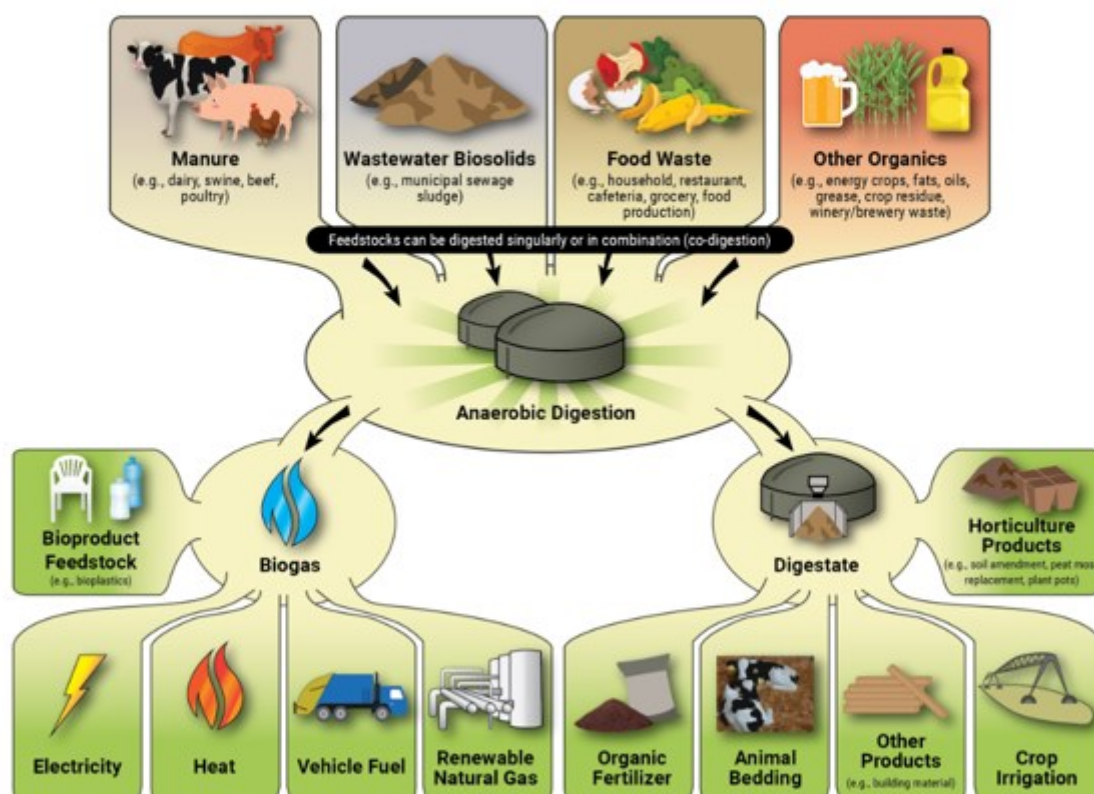 Manure
(e.g., dairy, swine, beef,
poultry)
Wastewater Biosolids
(e.g., municipal sewage
sludge)
Food Waste
(e.g., household, restaurant,
cafeteria, grocery, food
production)
Other Organics
(e.g., energy crops, fats, oils,
grease, crop residue,
winery/brewery waste)
Feedstocks can be digested singularly or in combination (co-digestion)
Anaerobic Digestion
Bioproduct
Feedstock
(e.g., bioplastics)
Biogas
Digestate
Horticulture
Products
(e.g., soil amendment, peat mos
replacement, plant pots)
Electricity
Heat
Vehicle Fuel
Renewable
Natural Gas
Organic
Fertilizer
Animal
Bedding
Other
Products
(e.g., building material)
Crop
Irrigation